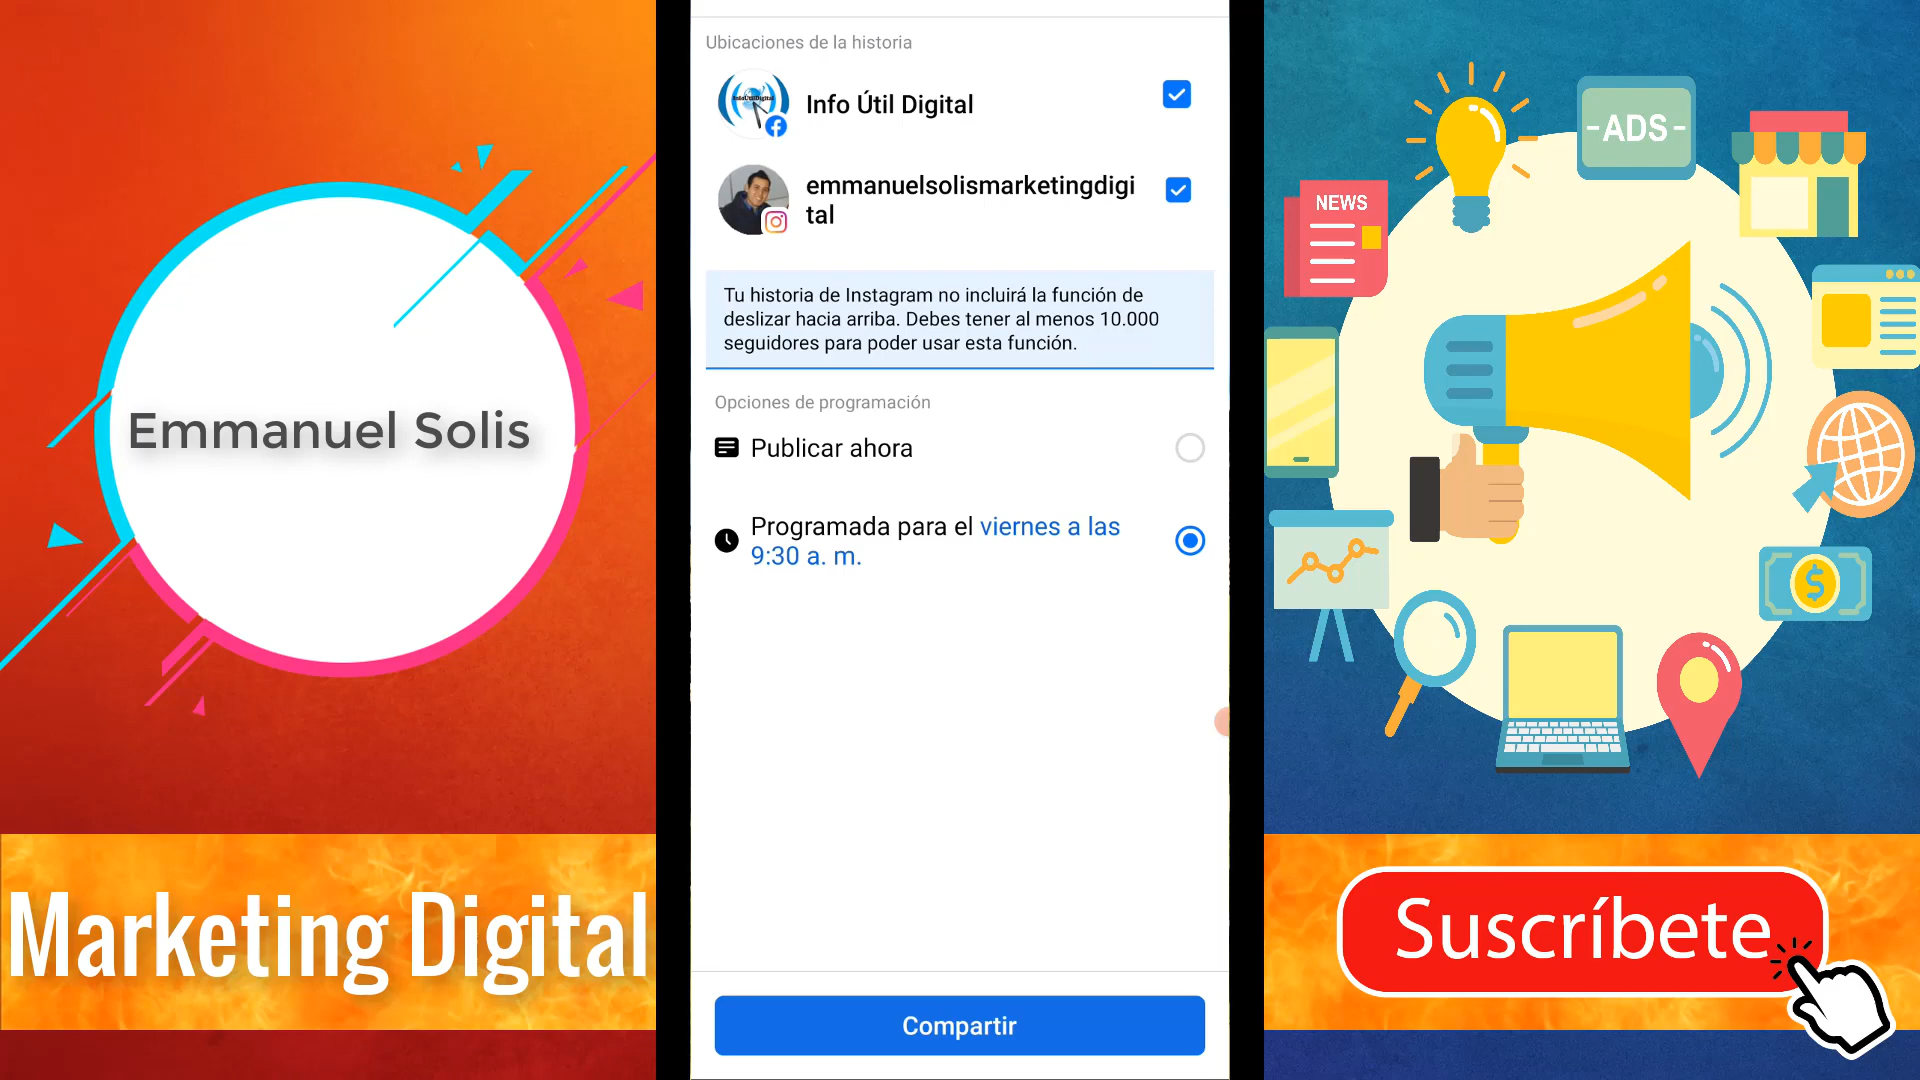 Emmanuel Solis
Marketing Digital
Ubicaciones de la historia
Info Útil Digital
emmanuelsolismarketingdigi
tal
Tu historia de Instagram no incluirá la función de
deslizar hacia arriba. Debes tener al menos 10.000
seguidores para poder usar esta función.
Opciones de programación
Publicar ahora
Programada para el viernes a las
9:30 a. m.
Compartir
-ADS-
NEWS
$
Suscríbete